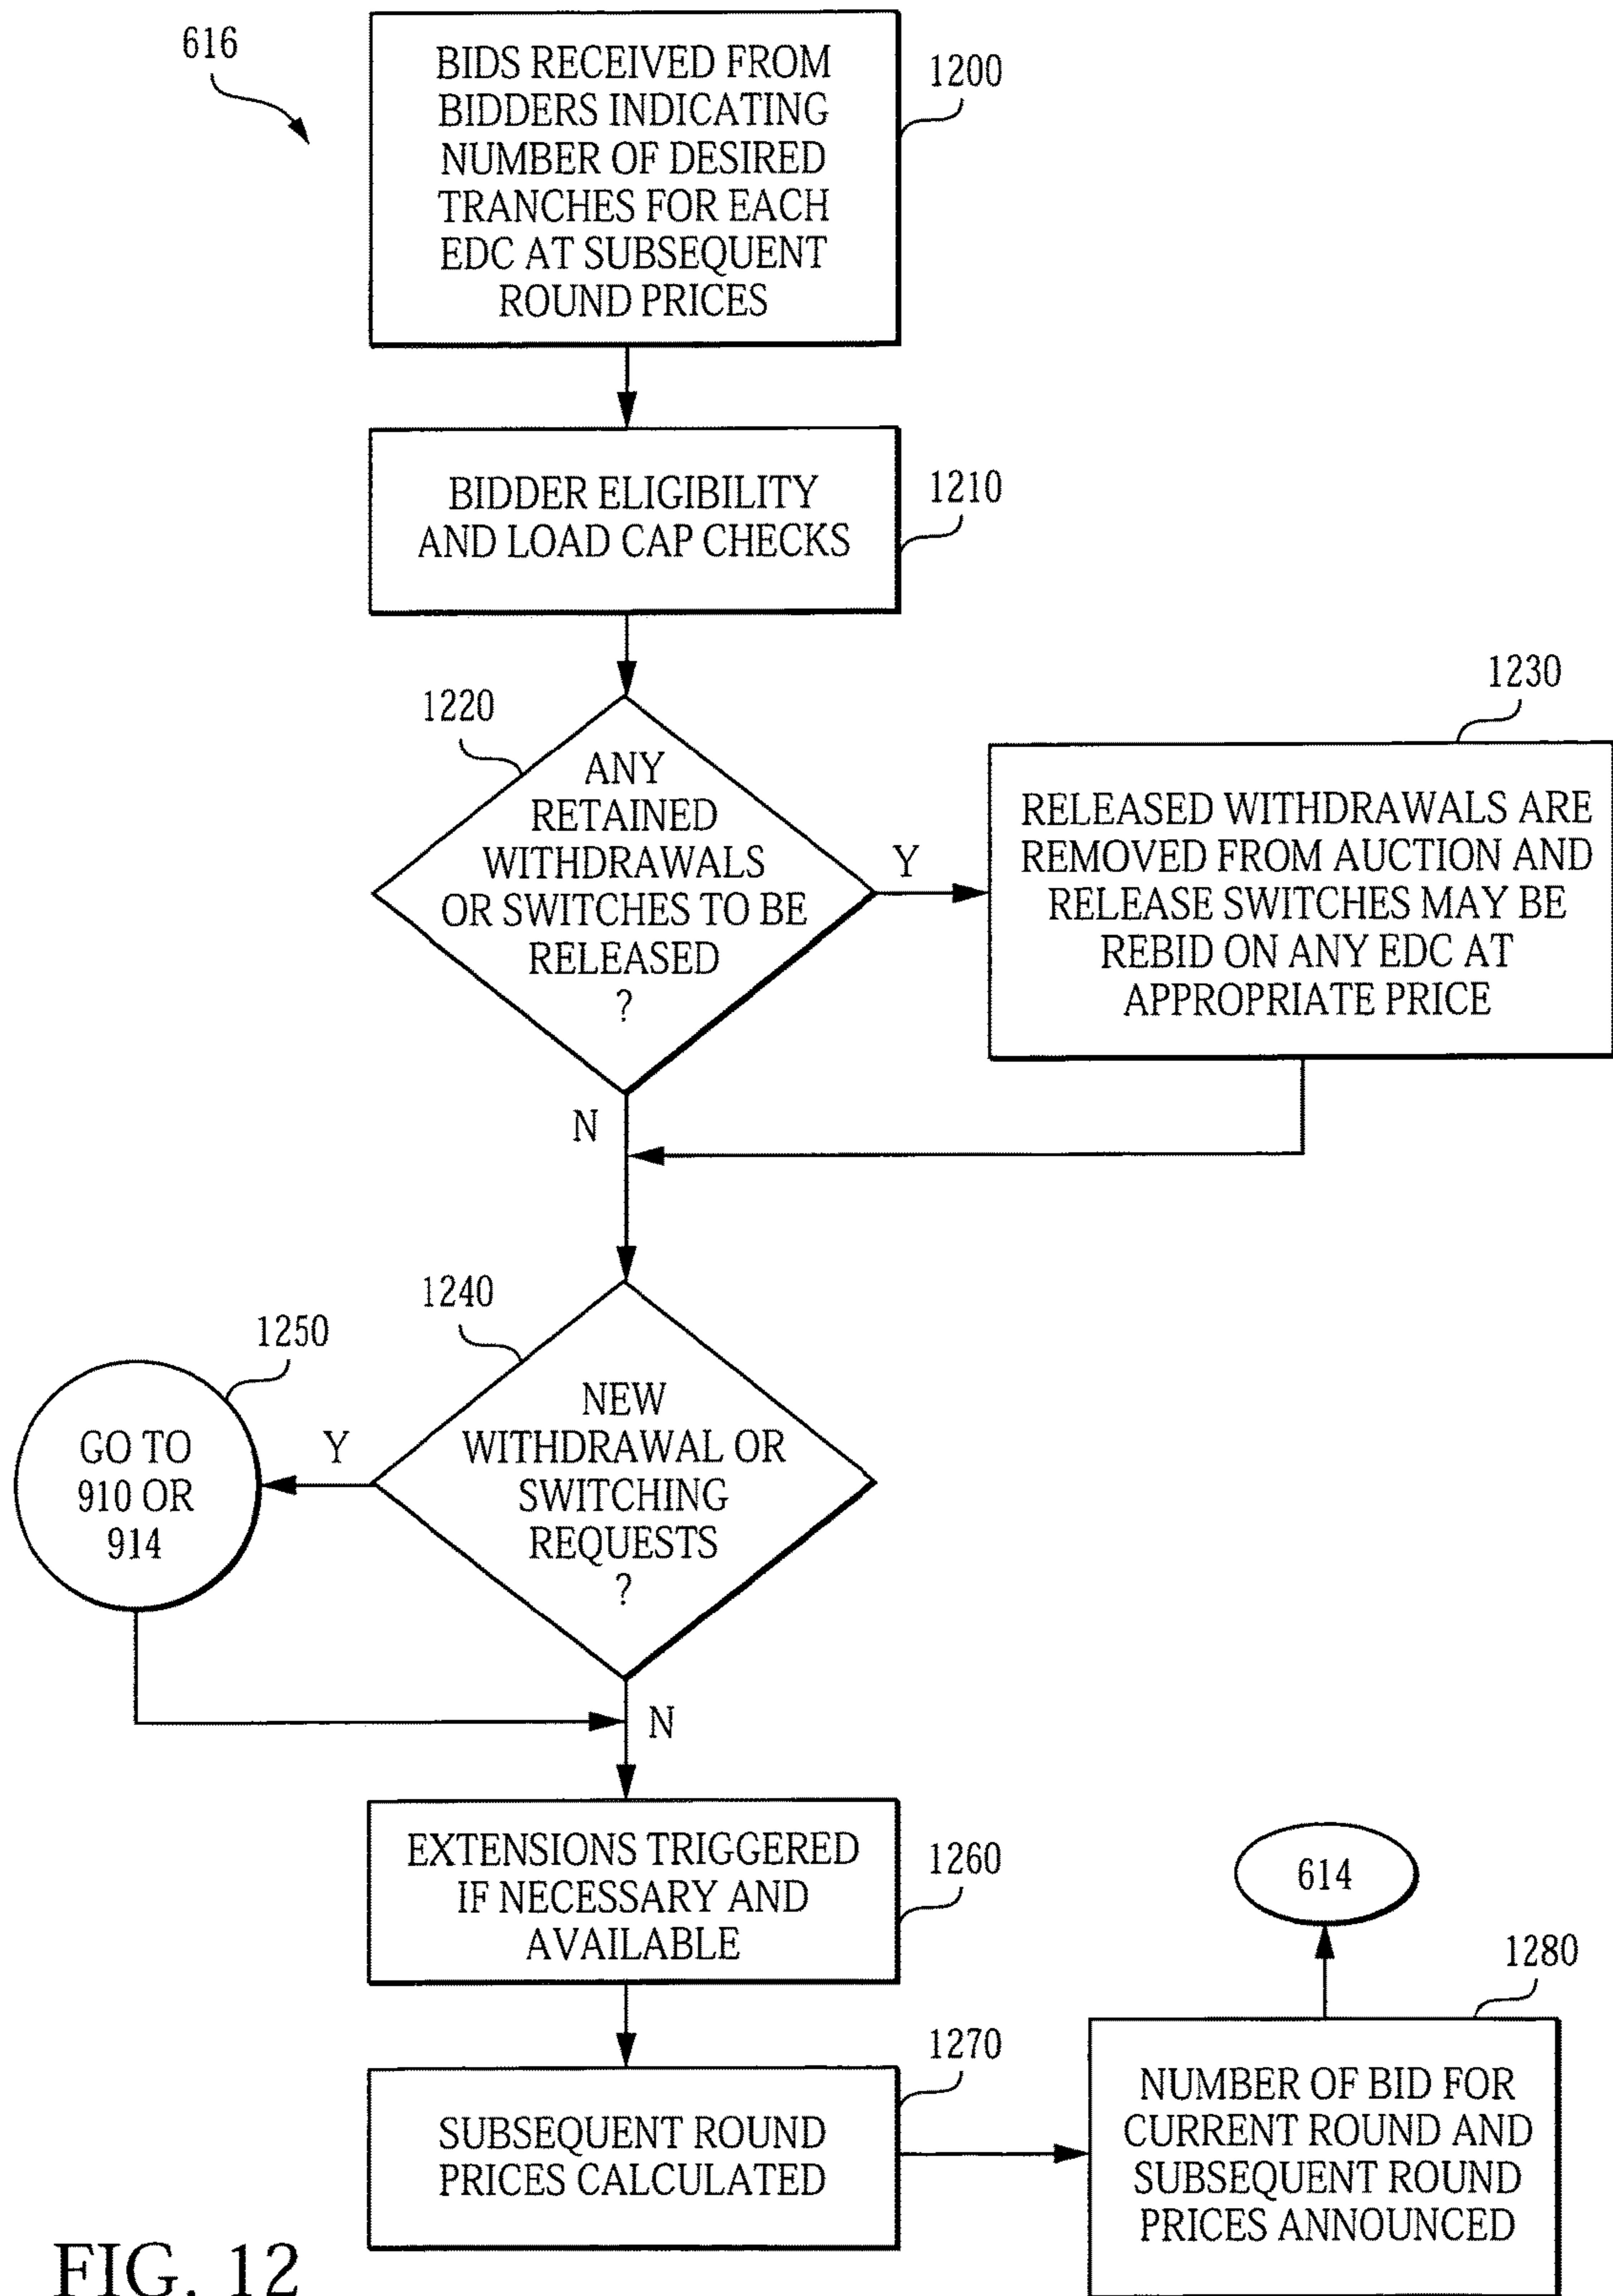 616
BIDS RECEIVED FROM
BIDDERS INDICATING
NUMBER OF DESIRED
TRANCHES FOR EACH
EDC AT SUBSEQUENT
ROUND PRICES
1200
BIDDER ELIGIBILITY
AND LOAD CAP CHECKS
1210
1220
ANY
RETAINED
WITHDRAWALS
OR SWITCHES TO BE
RELEASED
?
Y
N
1230
RELEASED WITHDRAWALS ARE
REMOVED FROM AUCTION AND
RELEASE SWITCHES MAY BE
REBID ON ANY EDC AT
APPROPRIATE PRICE
1240
NEW
WITHDRAWAL OR
SWITCHING
REQUESTS
?
Y
N
1250
GO TO
910 OR
914
EXTENSIONS TRIGGERED
IF NECESSARY AND
AVAILABLE
1260
SUBSEQUENT ROUND
PRICES CALCULATED
1270
614
1280
NUMBER OF BID FOR
CURRENT ROUND AND
SUBSEQUENT ROUND
PRICES ANNOUNCED
FIG. 12